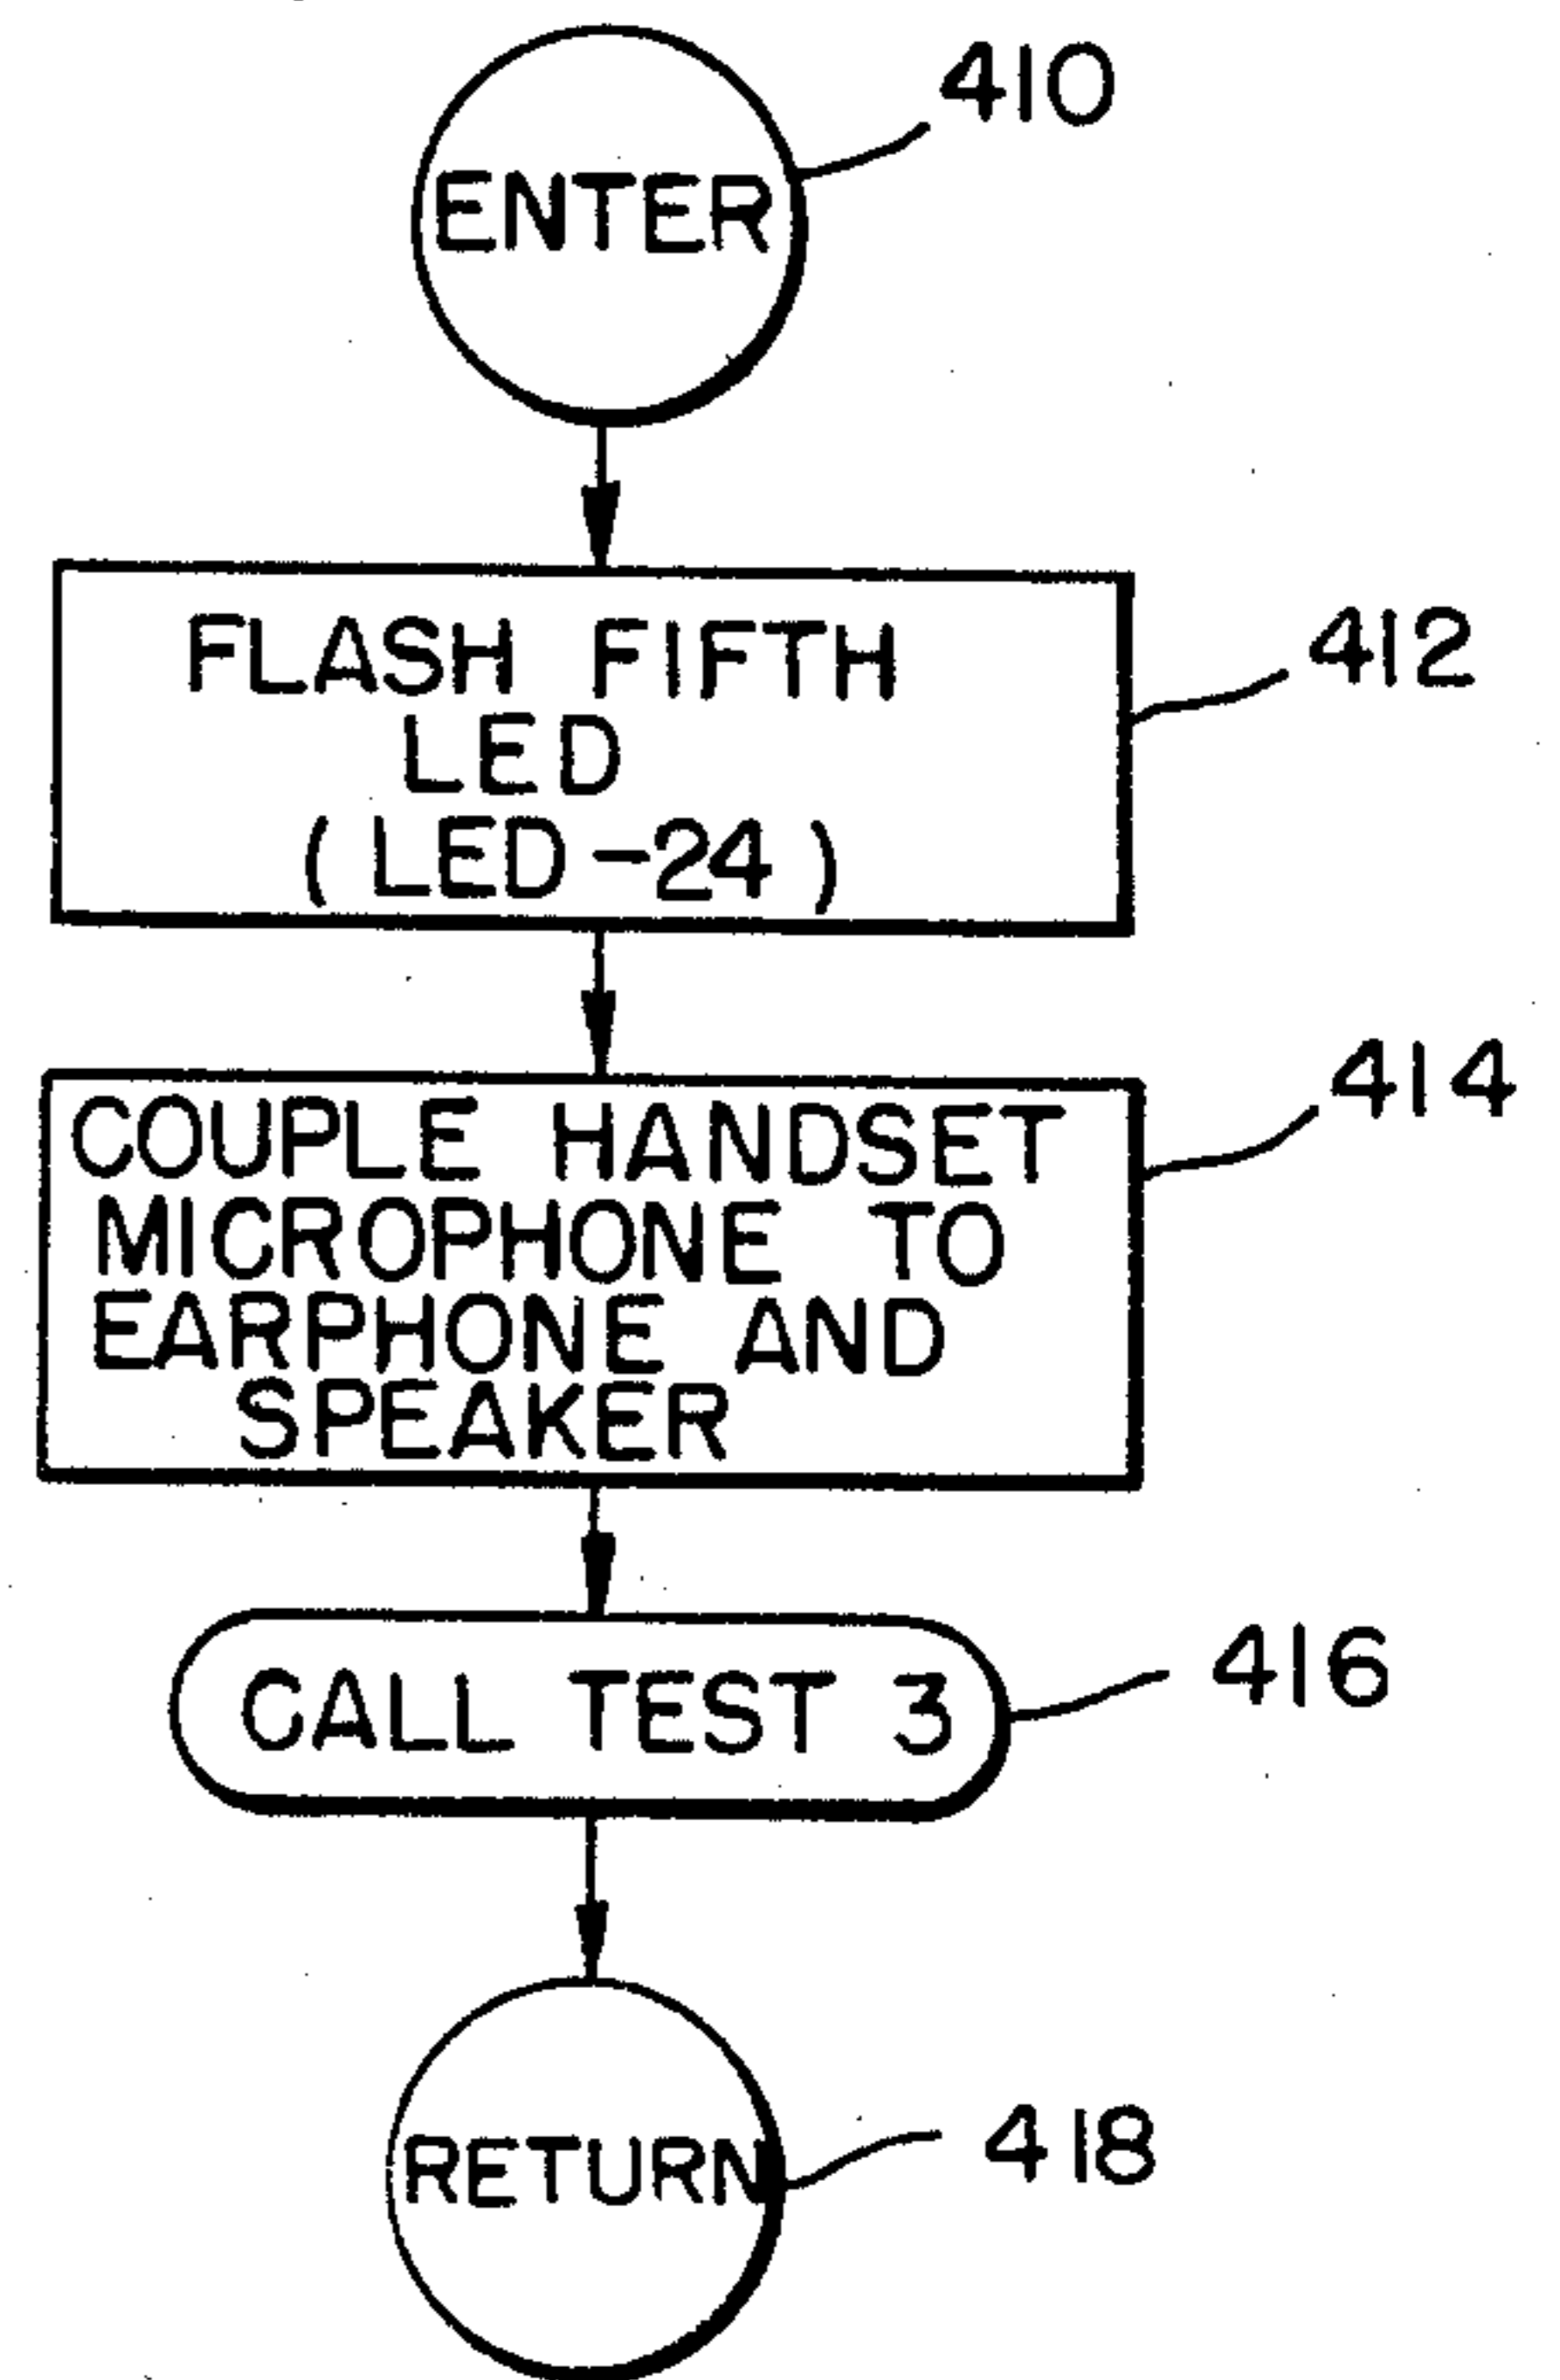 410
ENTER
FLASH FIFTH
LED
(LED-24)
412
COUPLE HANDSET
MICROPHONE TO
EARPHONE AND
SPEAKER
414
CALL TEST 3
416
RETURN
418